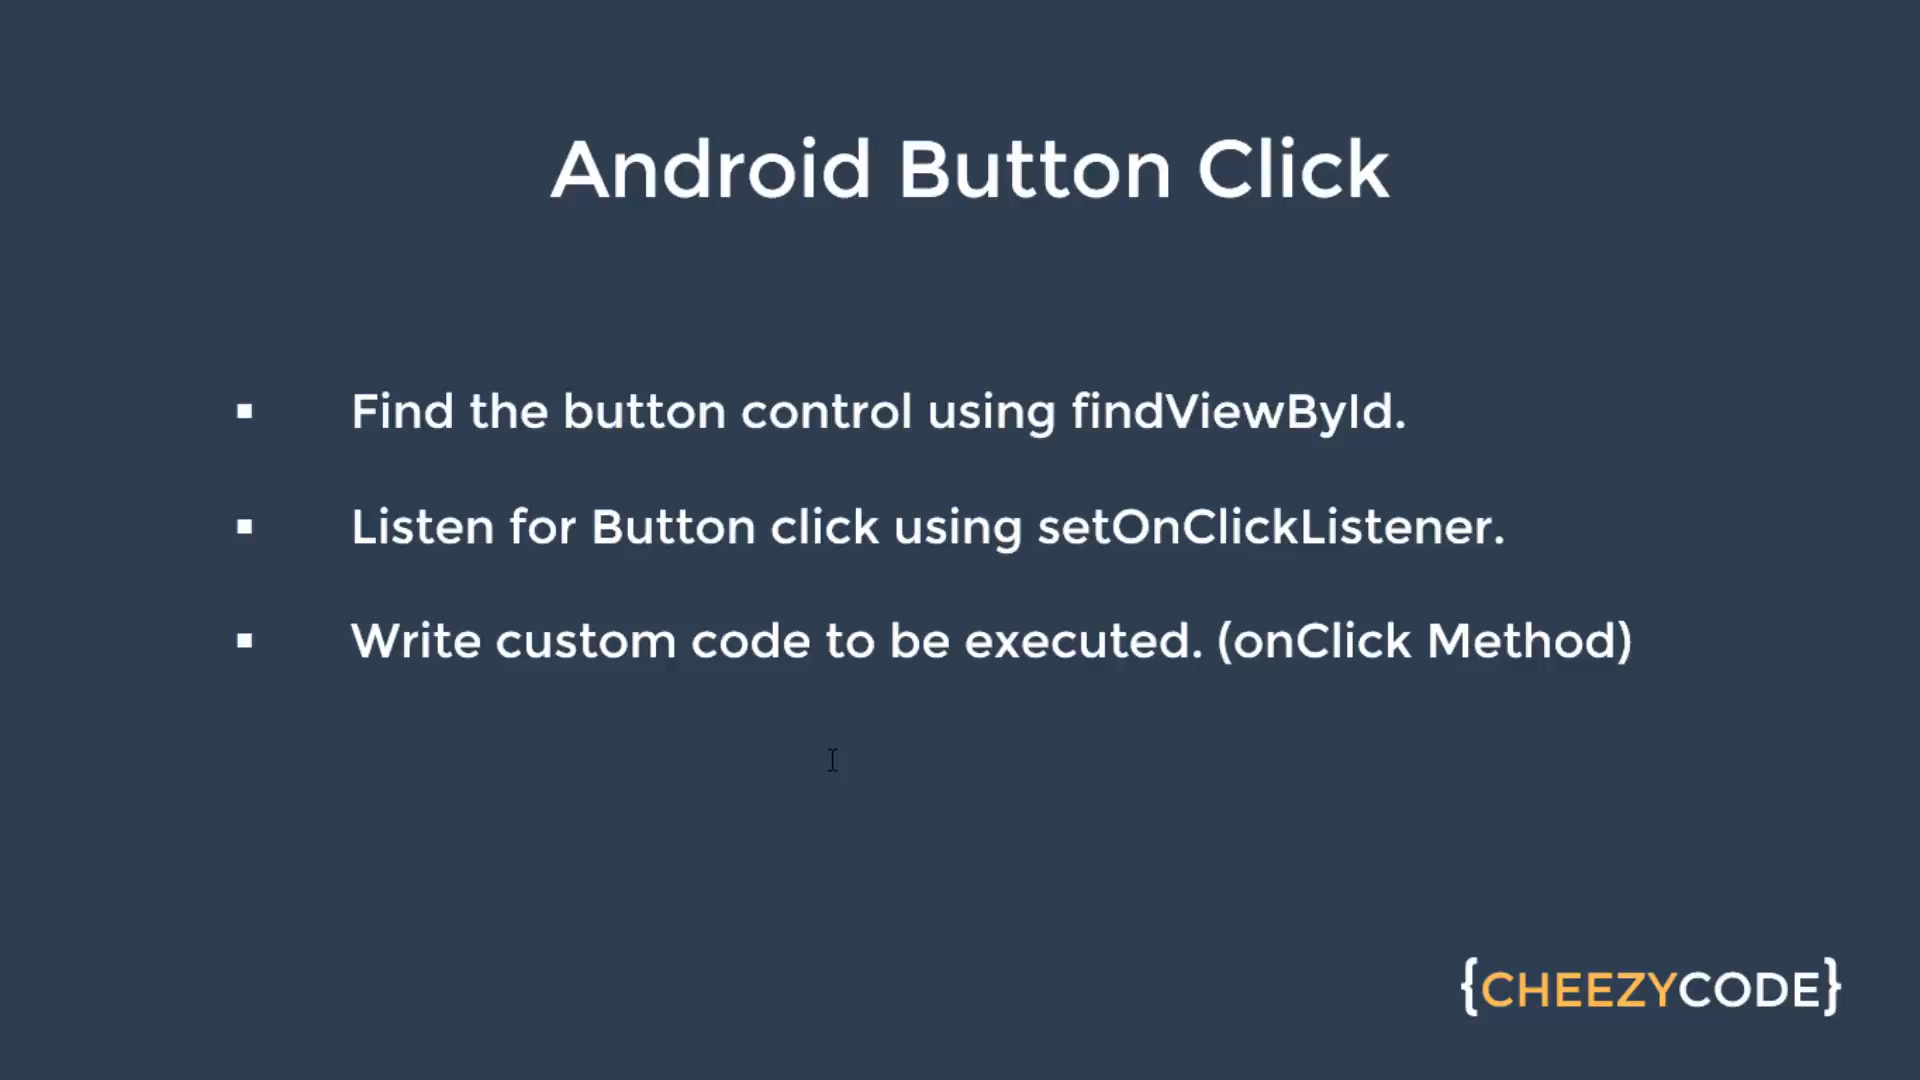 Android Button Click
▪ Find the button control using findViewById.
▪ Listen for Button click using setOnClickListener.
▪ Write custom code to be executed. (onClick Method)
{CHEEZYCODE}